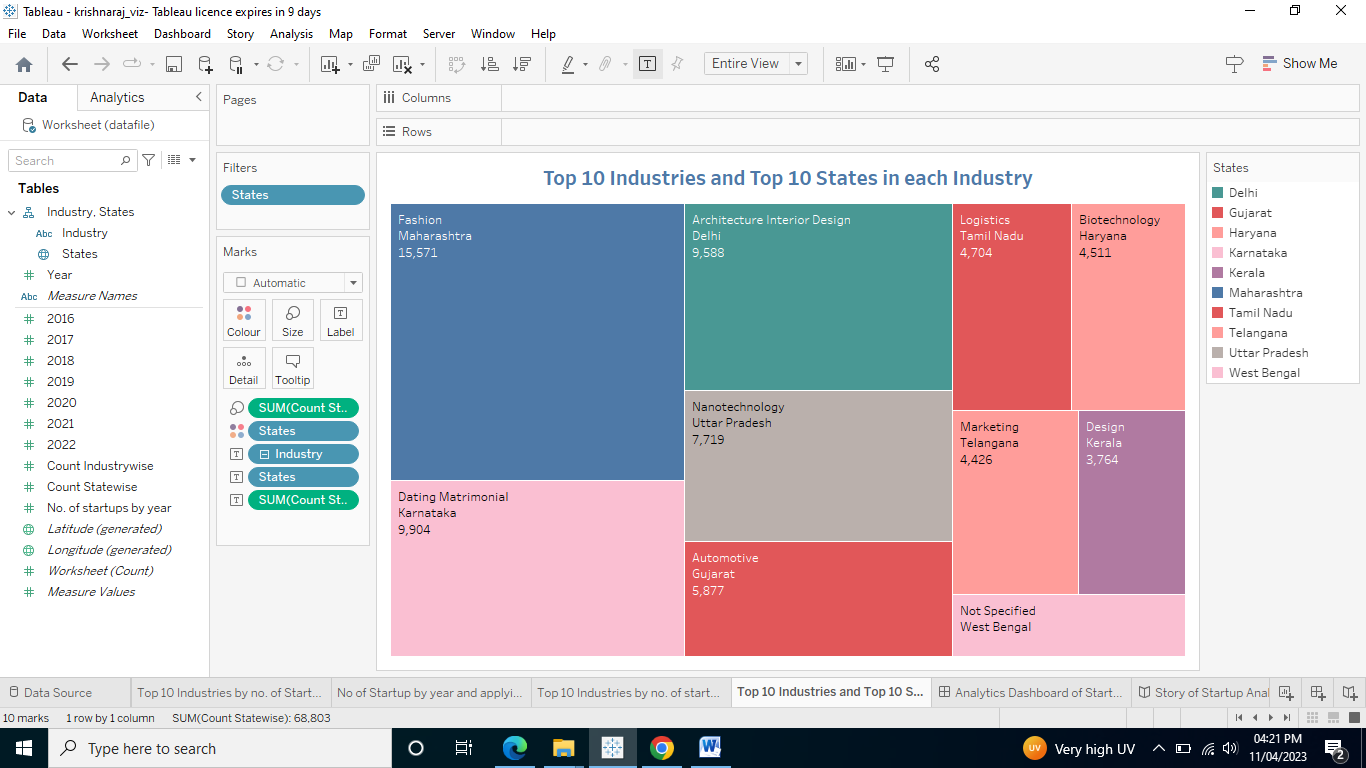 Tableau - krishnaraj_viz- Tableau licence expires in 9 days
File Data Worksheet Dashboard Story Analysis Map Format Server Window Help
Entire View
Show Me
Data Analytics
Worksheet (datafile)
Search
Tables
Industry, States
Abc Industry
States
Year
Abc Measure Names
2016
2017
2018
2019
2020
2021
2022
Count Industrywise
Count Statewise
No. of startups by year
Latitude (generated)
Longitude (generated)
Worksheet (Count)
Measure Values
Pages
Filters
States
Marks
Automatic
Colour Size Label
Detail Tooltip
SUM(Count St..
States
Industry
States
SUM(Count St..
Columns
Rows
Top 10 Industries and Top 10 States in each Industry
Fashion
Maharashtra
15,571
Dating Matrimonial
Karnataka
9,904
Architecture Interior Design
Delhi
9,588
Nanotechnology
Uttar Pradesh
7,719
Automotive
Gujarat
5,877
Logistics
Tamil Nadu
4,704
Biotechnology
Haryana
4,511
Marketing
Telangana
4,426
Design
Kerala
3,764
Not Specified
West Bengal
States
Delhi
Gujarat
Haryana
Karnataka
Kerala
Maharashtra
Tamil Nadu
Telangana
Uttar Pradesh
West Bengal
Data Source Top 10 Industries by no. of Start... No of Startup by year and applyi... Top 10 Industries by no. of start... Top 10 Industries and Top 10 S... Analytics Dashboard of Start... Story of Startup Anal
10 marks 1 row by 1 column SUM(Count Statewise): 68,803
Type here to search
UV Very high UV
04:21 PM
11/04/2023
2